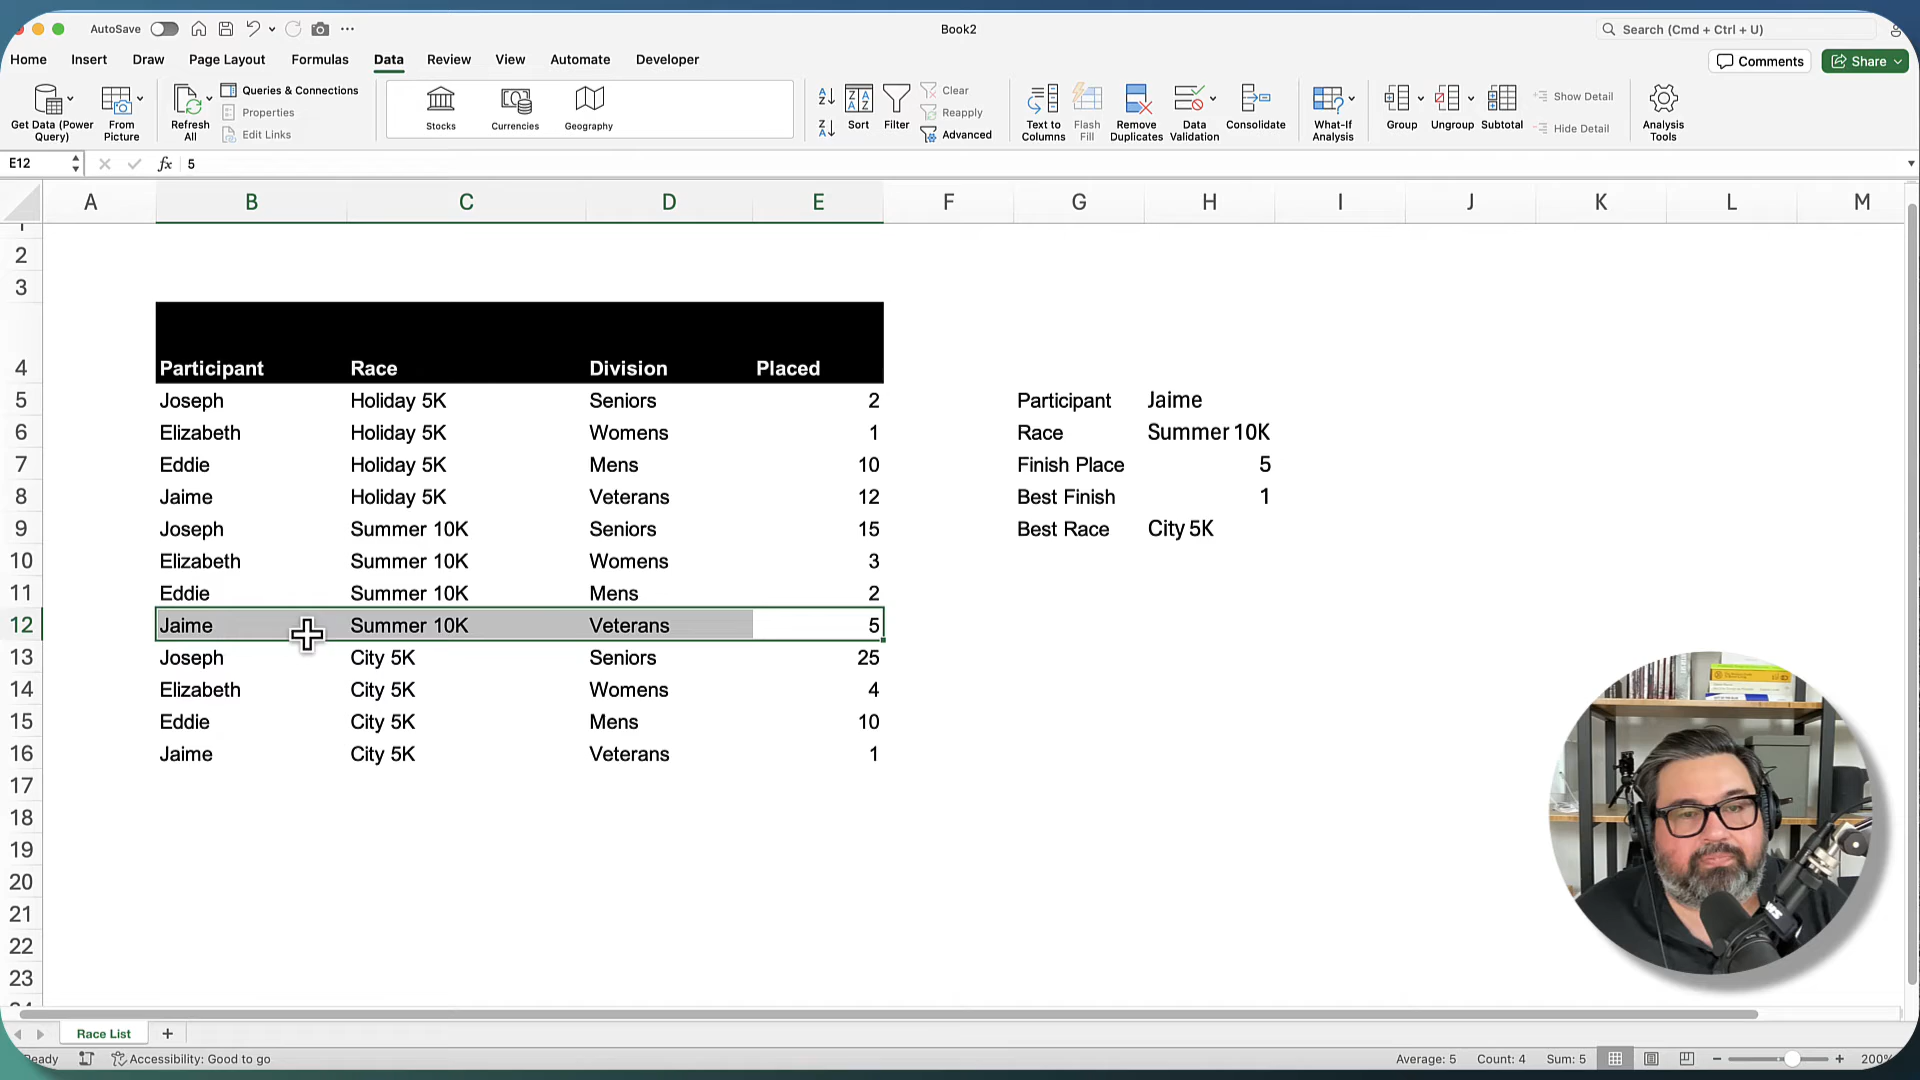 AutoSave
Book2
Search (Cmd + Ctrl + U)
Home Insert Draw Page Layout Formulas Data Review View Automate Developer
Comments
Share
Get Data (Power Query)
From Picture
Refresh All
Queries & Connections
Properties
Edit Links
Stocks
Currencies
Geography
Sort
Filter
Clear
Reapply
Advanced
Text to Columns
Flash Fill
Remove Duplicates
Data Validation
Consolidate
What-If Analysis
Group
Ungroup
Subtotal
Show Detail
Hide Detail
Analysis Tools
E12 fx 5
A B C D E F G H I J K L M
2
3
4 Participant Race Division Placed
5 Joseph Holiday 5K Seniors 2 Participant Jaime
6 Elizabeth Holiday 5K Womens 1 Race Summer 10K
7 Eddie Holiday 5K Mens 10 Finish Place 5
8 Jaime Holiday 5K Veterans 12 Best Finish 1
9 Joseph Summer 10K Seniors 15 Best Race City 5K
10 Elizabeth Summer 10K Womens 3
11 Eddie Summer 10K Mens 2
12 Jaime Summer 10K Veterans 5
13 Joseph City 5K Seniors 25
14 Elizabeth City 5K Womens 4
15 Eddie City 5K Mens 10
16 Jaime City 5K Veterans 1
17
18
19
20
21
22
23
Race List
Accessibility: Good to go
Average: 5 Count: 4 Sum: 5
200%